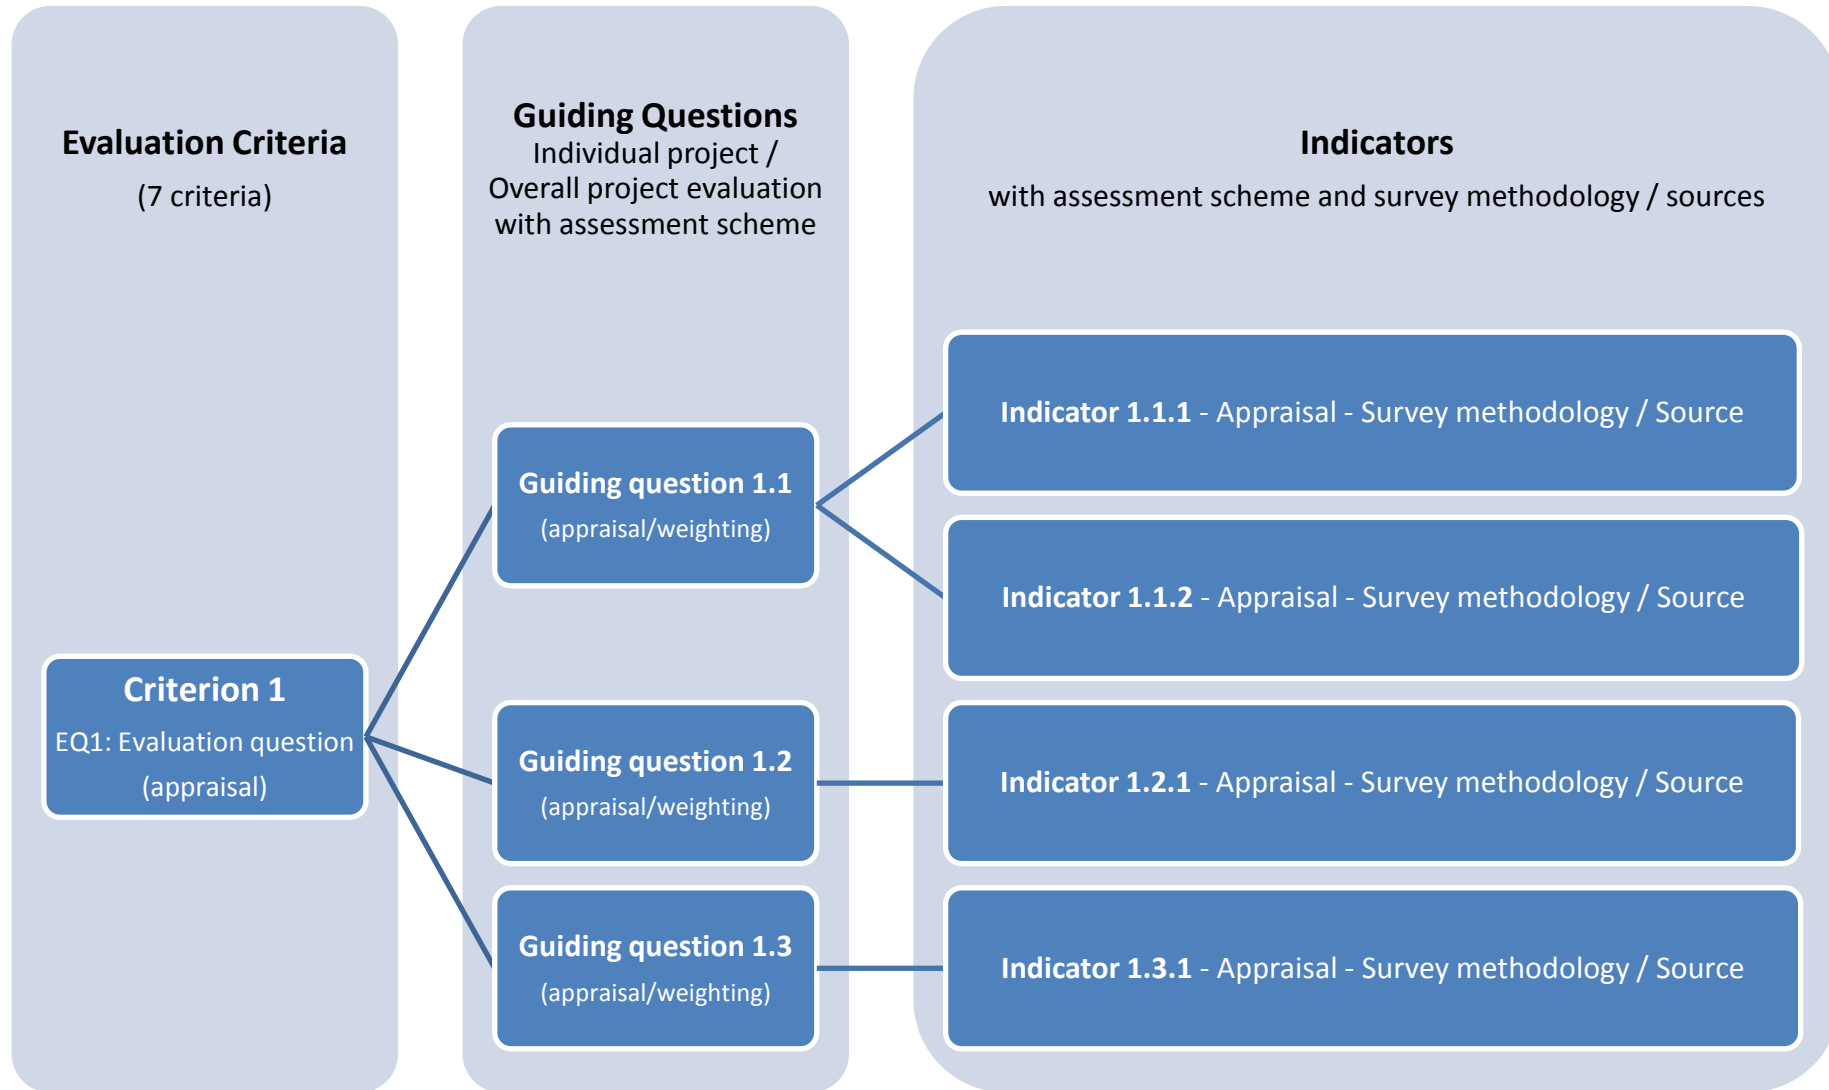 Evaluation Criteria
(7 criteria)
Guiding Questions
Individual project /
Overall project evaluation
with assessment scheme
Indicators
with assessment scheme and survey methodology / sources
Criterion 1
EQ1: Evaluation question
(appraisal)
Guiding question 1.1
(appraisal/weighting)
Guiding question 1.2
(appraisal/weighting)
Guiding question 1.3
(appraisal/weighting)
Indicator 1.1.1 - Appraisal - Survey methodology / Source
Indicator 1.1.2 - Appraisal - Survey methodology / Source
Indicator 1.2.1 - Appraisal - Survey methodology / Source
Indicator 1.3.1 - Appraisal - Survey methodology / Source